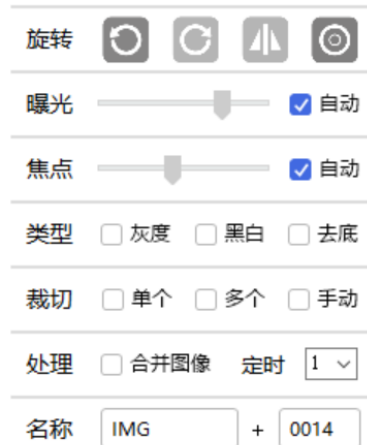 旋转
曝光 自动
焦点 自动
类型 灰度 黑白 去底
裁切 单个 多个 手动
处理 合并图像 定时 1
名称 IMG + 0014